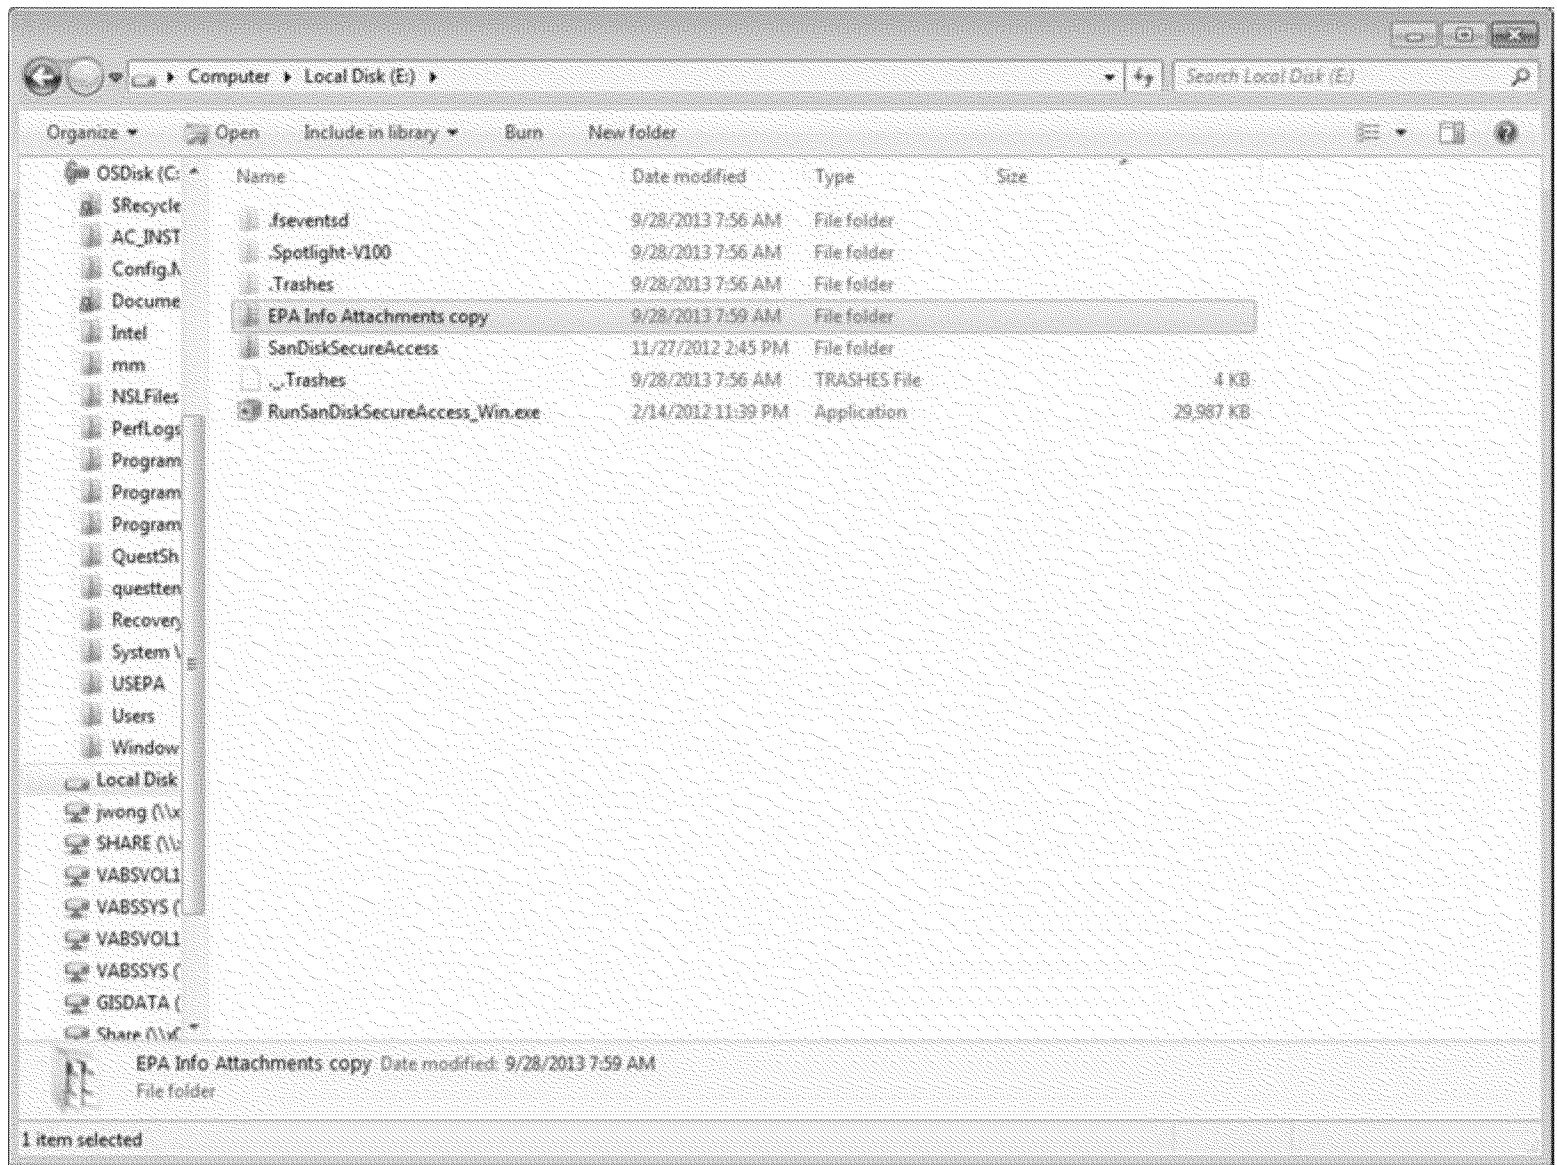 Computer ▸ Local Disk (E:) ▸ Search Local Disk (E:)
Organize Open Include in library Burn New folder
Name Date modified Type Size
.fseventsd 9/28/2013 7:56 AM File folder
.Spotlight-V100 9/28/2013 7:56 AM File folder
.Trashes 9/28/2013 7:56 AM File folder
EPA Info Attachments copy 9/28/2013 7:59 AM File folder
SanDiskSecureAccess 11/27/2012 2:45 PM File folder
._.Trashes 9/28/2013 7:56 AM TRASHES File 4 KB
RunSanDiskSecureAccess_Win.exe 2/14/2012 11:39 PM Application 29,987 KB
OSDisk (C:
$Recycle
AC_INST
Config.M
Docume
Intel
mm
NSLFiles
PerfLogs
Program
Program
Program
QuestSh
questten
Recovery
System V
USEPA
Users
Window
Local Disk
jwong (\\x
SHARE (\\
VABSVOL1
VABSSYS (
VABSVOL1
VABSSYS (
GISDATA (
Share (\\
EPA Info Attachments copy Date modified: 9/28/2013 7:59 AM
File folder
1 item selected